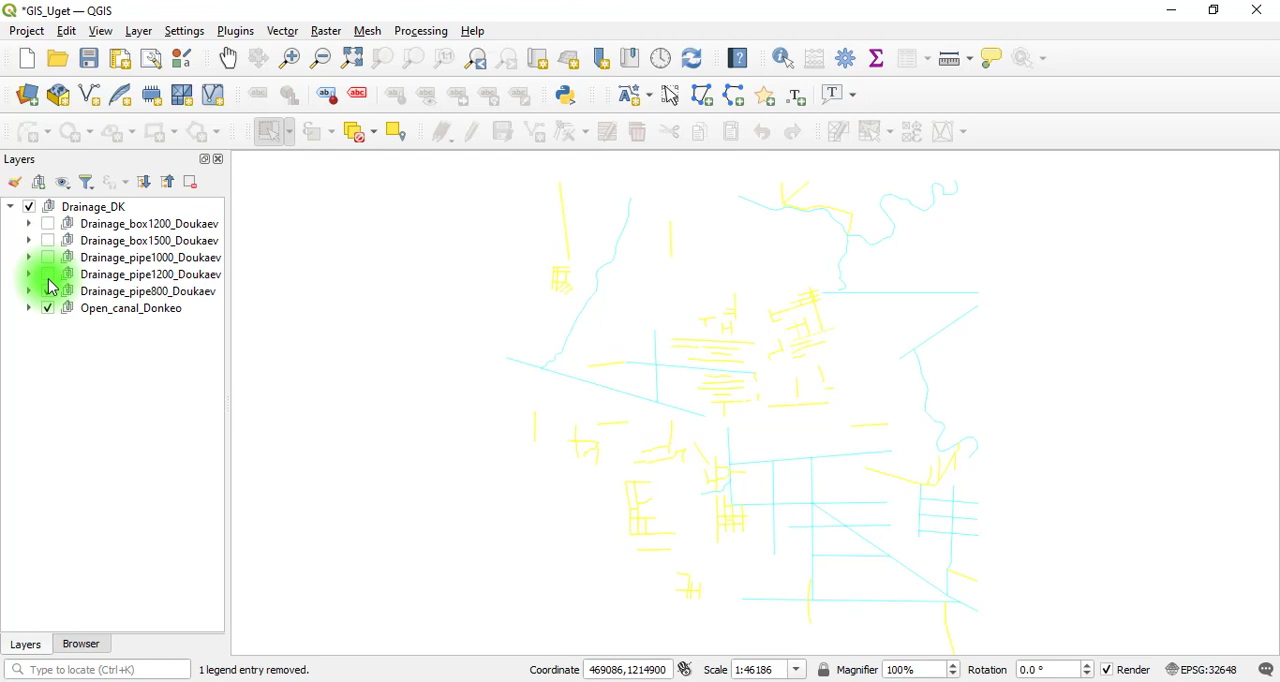 *GIS_Uget — QGIS
Project Edit View Layer Settings Plugins Vector Raster Mesh Processing Help
Layers
Drainage_DK
Drainage_box1200_Doukaev
Drainage_box1500_Doukaev
Drainage_pipe1000_Doukaev
Drainage_pipe1200_Doukaev
Drainage_pipe800_Doukaev
Open_canal_Donkeo
Layers Browser
Type to locate (Ctrl+K) 1 legend entry removed. Coordinate 469086,1214900 Scale 1:46186 Magnifier 100% Rotation 0.0 ° Render EPSG:32648